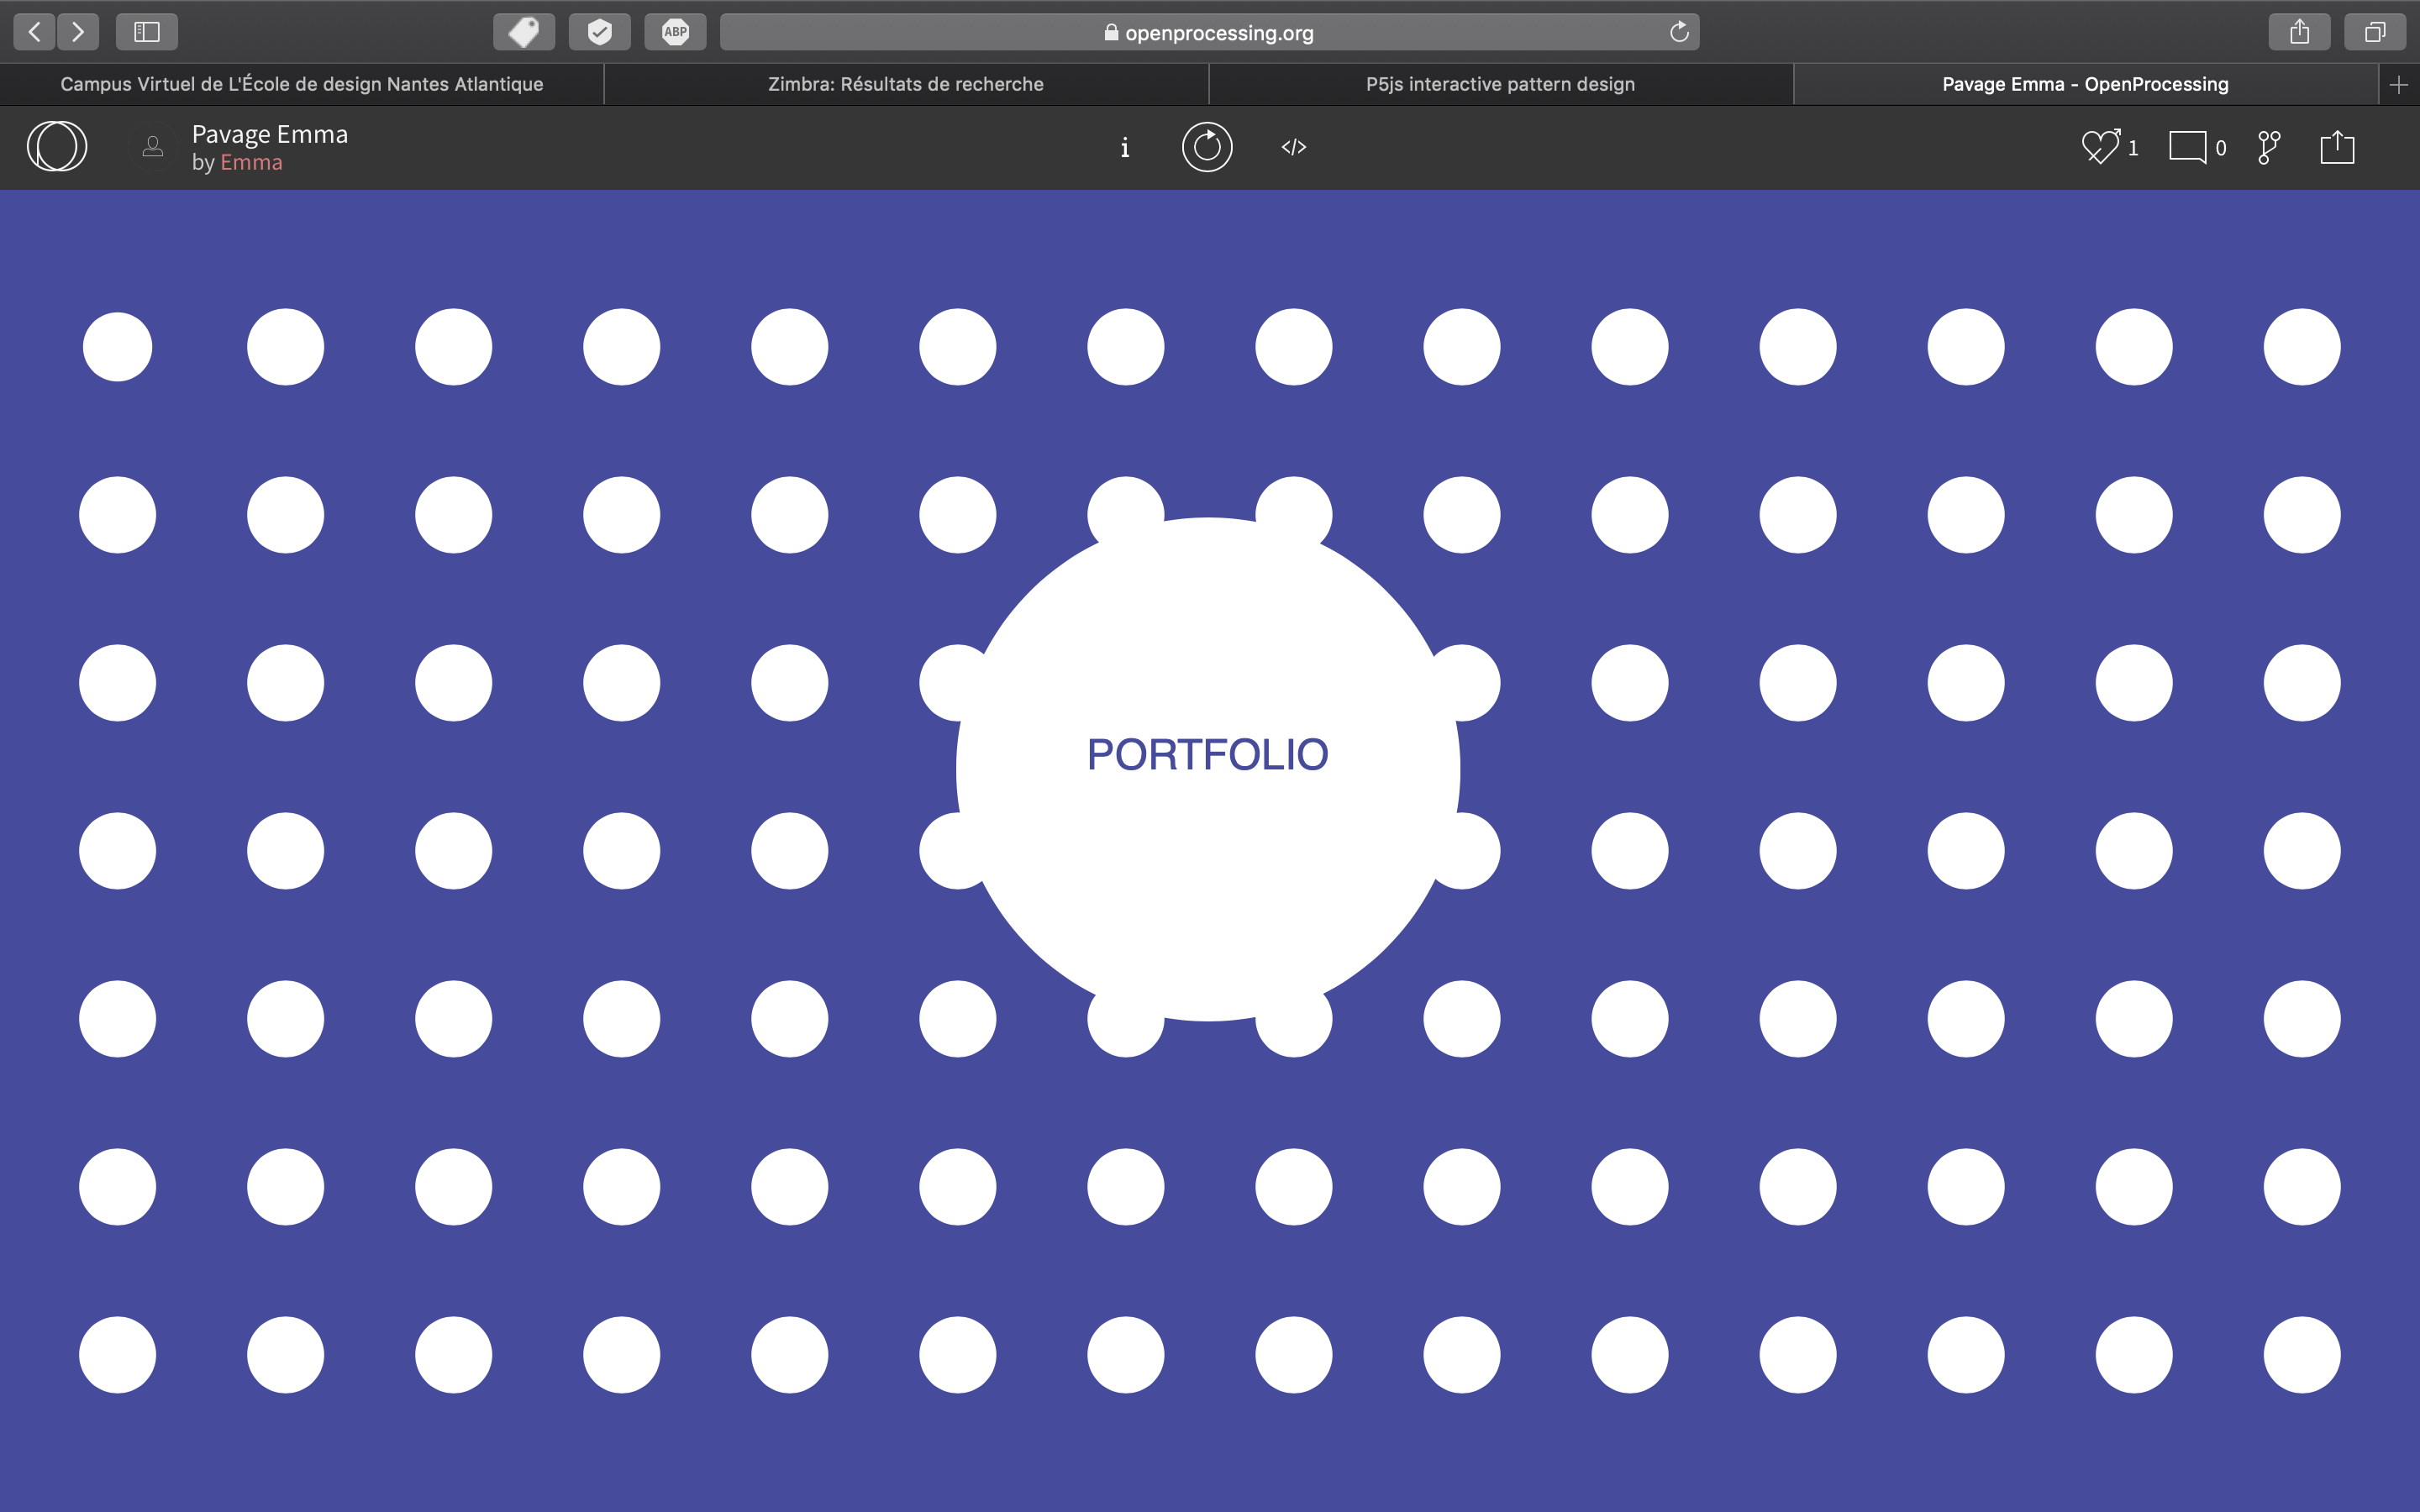 ABP
openprocessing.org
Campus Virtuel de L'École de design Nantes Atlantique
Zimbra: Résultats de recherche
P5js interactive pattern design
Pavage Emma - OpenProcessing
Pavage Emma
by Emma
i
</>
1
0
PORTFOLIO